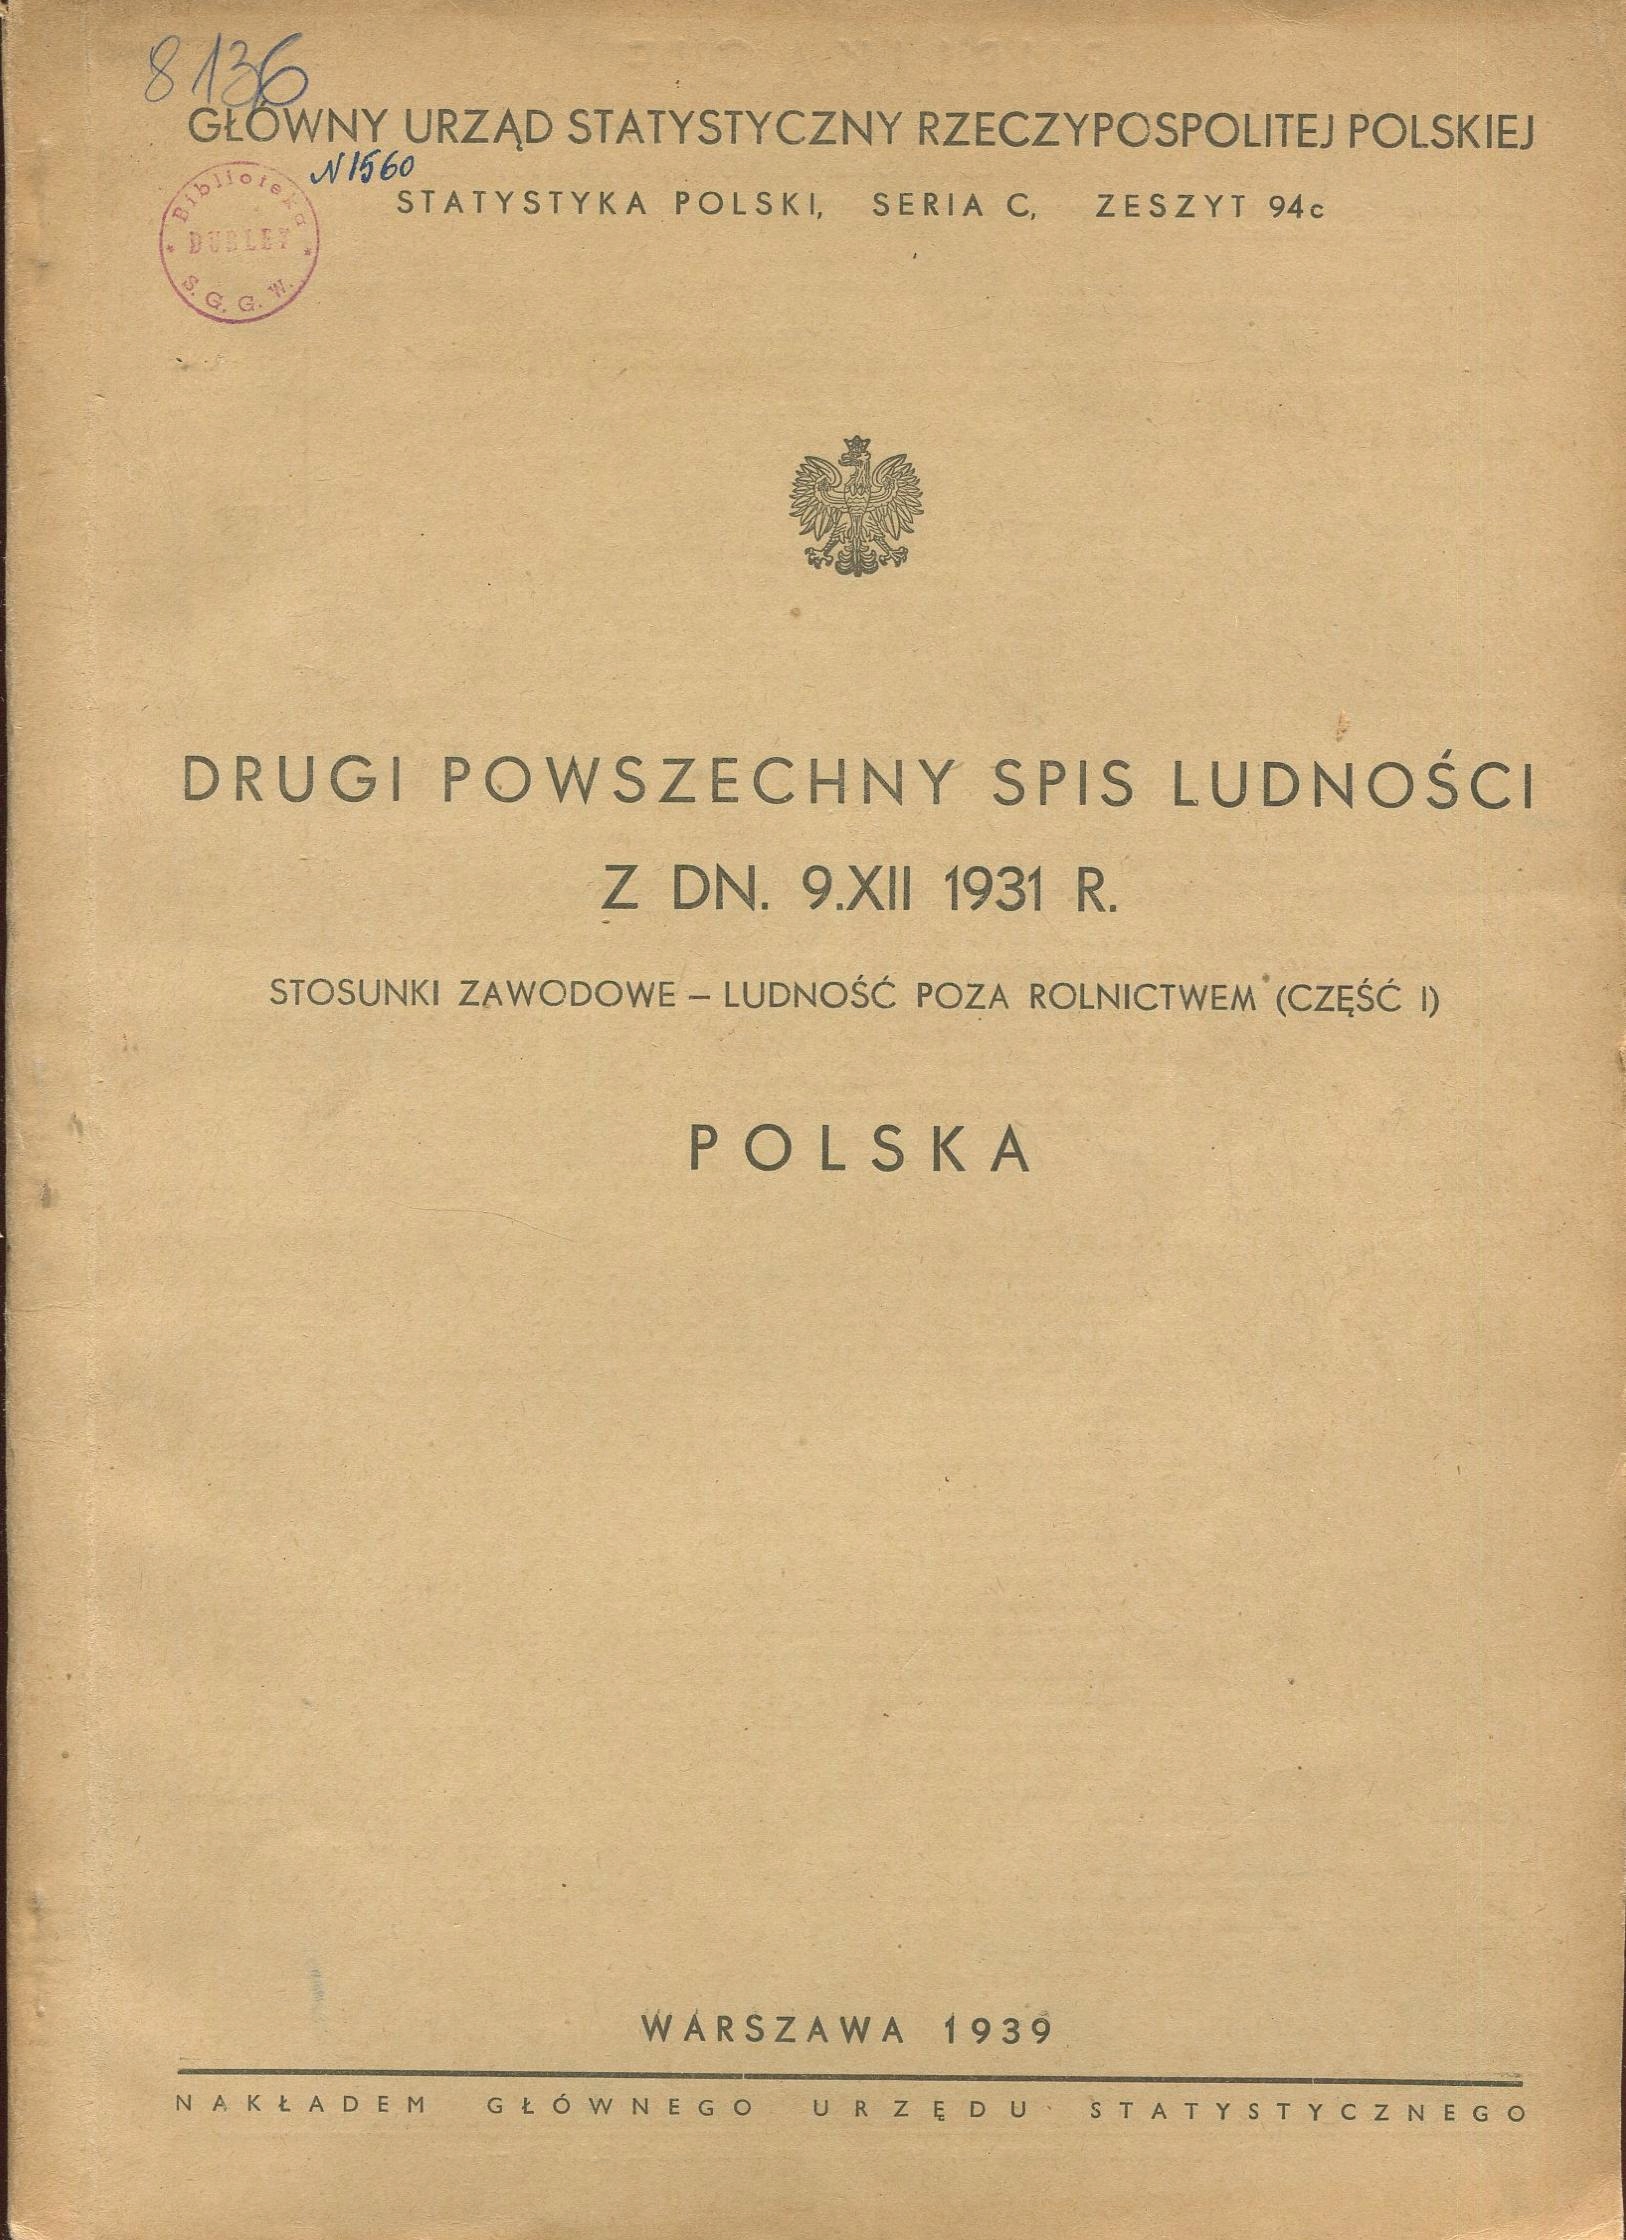 8136
GŁÓWNY URZĄD STATYSTYCZNY RZECZYPOSPOLITEJ POLSKIEJ
N 1560
STATYSTYKA POLSKI, SERIA C, ZESZYT 94c
* Biblioteka *
DUBLET
S. G. G. W.
DRUGI POWSZECHNY SPIS LUDNOŚCI
Z DN. 9.XII 1931 R.
STOSUNKI ZAWODOWE – LUDNOŚĆ POZA ROLNICTWEM (CZĘŚĆ I)
POLSKA
WARSZAWA 1939
NAKŁADEM GŁÓWNEGO URZĘDU STATYSTYCZNEGO